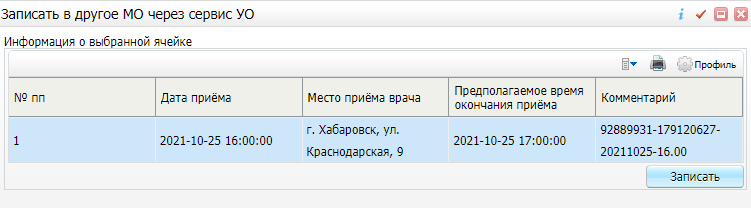 Записать в другое МО через сервис УО
Информация о выбранной ячейке
Профиль
№ пп
Дата приёма
Место приёма врача
Предполагаемое время
окончания приёма
Комментарий
1
2021-10-25 16:00:00
г. Хабаровск, ул.
Краснодарская, 9
2021-10-25 17:00:00
92889931-179120627-
20211025-16.00
Записать